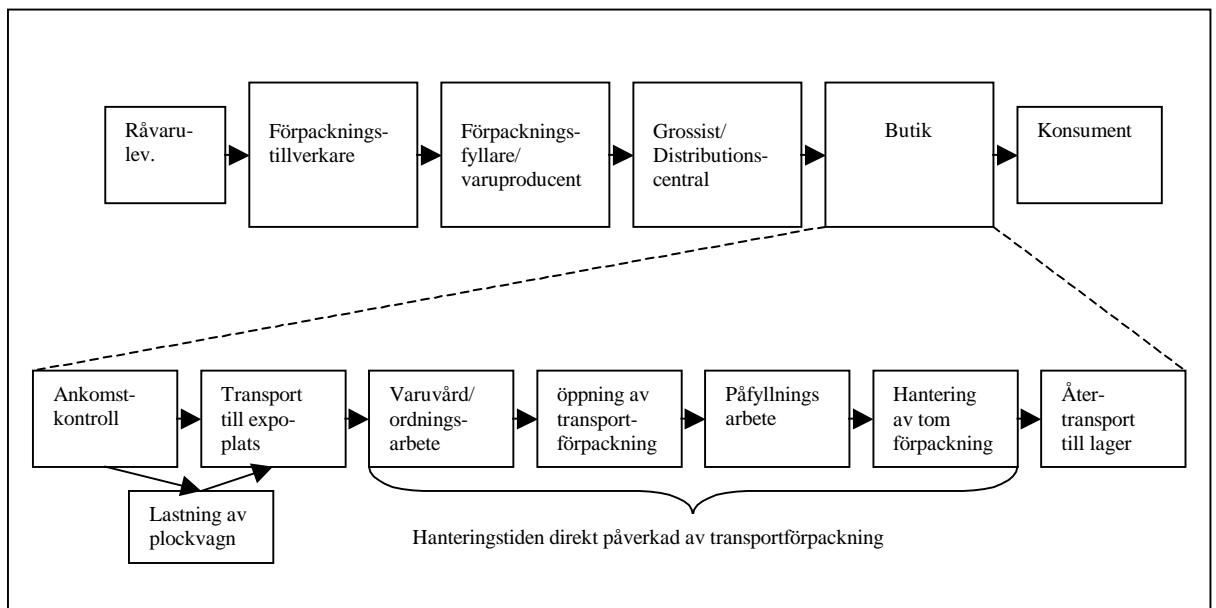 Råvaru-
lev.
Förpacknings-
tillverkare
Förpacknings-
fyllare/
varuproducent
Grossist/
Distributions-
central
Butik
Konsument
Ankomst-
kontroll
Transport
till expo-
plats
Varuvård/
ordnings-
arbete
öppning av
transport-
förpackning
Påfyllnings
arbete
Hantering
av tom
förpackning
Åter-
transport
till lager
Lastning av
plockvagn
Hanteringstiden direkt påverkad av transportförpackning